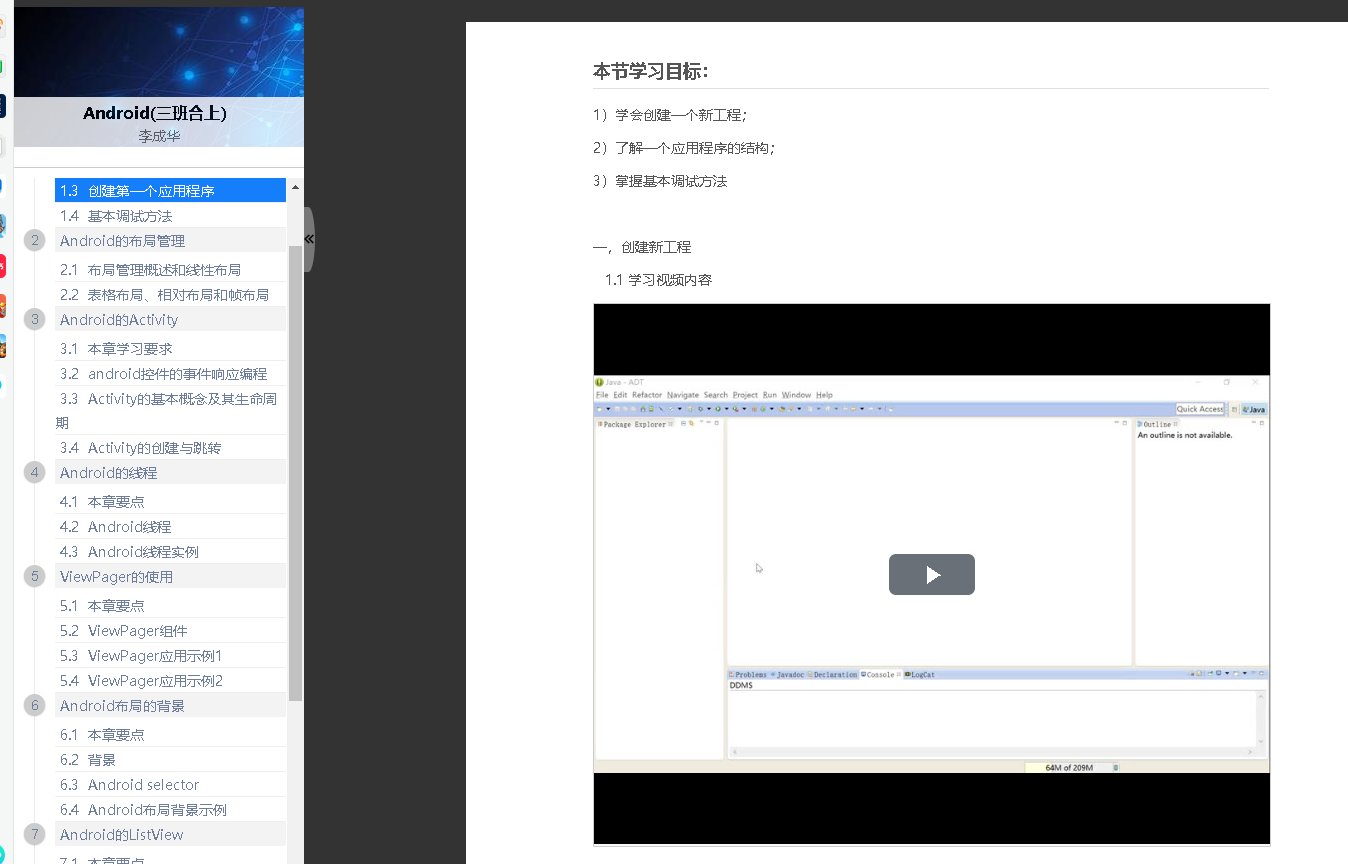 Android(三班合上)
李成华
1.3 创建第一个应用程序
1.4 基本调试方法
2 Android的布局管理
2.1 布局管理概述和线性布局
2.2 表格布局、相对布局和帧布局
3 Android的Activity
3.1 本章学习要求
3.2 android控件的事件响应编程
3.3 Activity的基本概念及其生命周
期
3.4 Activity的创建与跳转
4 Android的线程
4.1 本章要点
4.2 Android线程
4.3 Android线程实例
5 ViewPager的使用
5.1 本章要点
5.2 ViewPager组件
5.3 ViewPager应用示例1
5.4 ViewPager应用示例2
6 Android布局的背景
6.1 本章要点
6.2 背景
6.3 Android selector
6.4 Android布局背景示例
7 Android的ListView
7.1 本章要点
«
本节学习目标：
1）学会创建一个新工程；
2）了解一个应用程序的结构；
3）掌握基本调试方法
一，创建新工程
1.1 学习视频内容
Java - ADT
File Edit Refactor Navigate Search Project Run Window Help
Quick Access Java
Package Explorer
Outline
An outline is not available.
Problems Javadoc Declaration Console LogCat
DDMS
64M of 209M